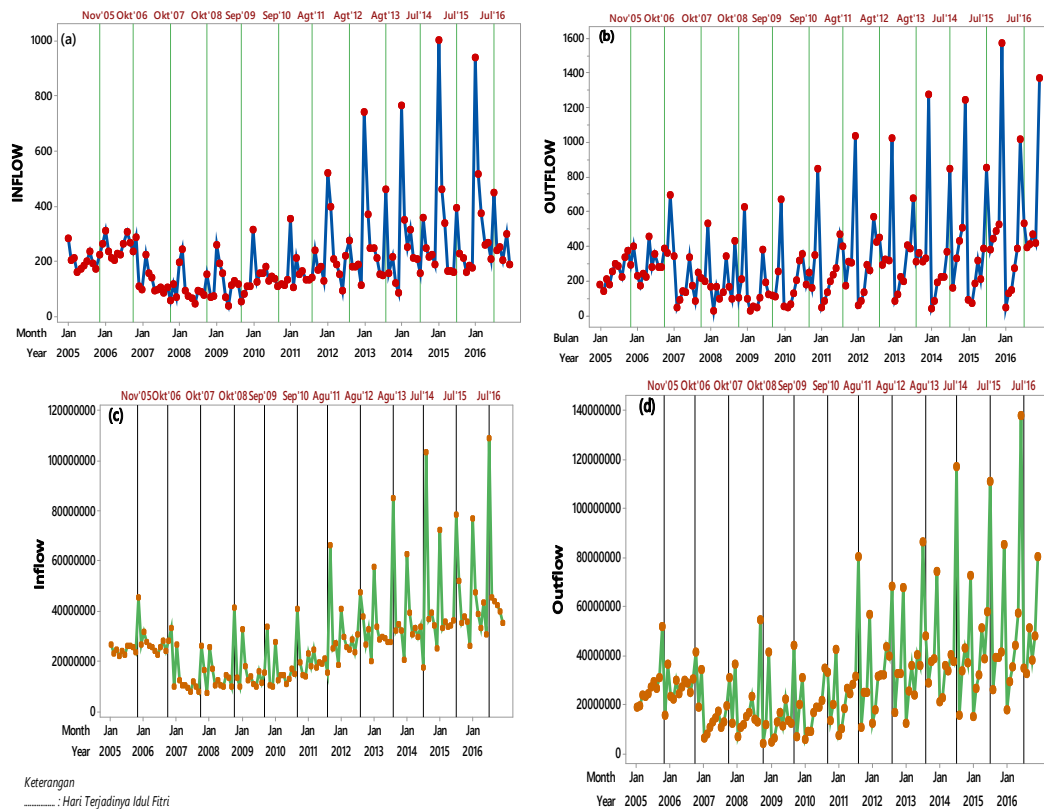 Nov'05 Okt'06 Okt'07 Okt'08 Sep'09 Sep'10 Agt'11 Agt'12 Agt'13 Jul'14 Jul'15 Jul'16
(a)
1000
800
600
400
200
0
INFLOW
Month Jan Jan Jan Jan Jan Jan Jan Jan Jan Jan Jan Jan
Year 2005 2006 2007 2008 2009 2010 2011 2012 2013 2014 2015 2016
Nov'05 Okt'06 Okt'07 Okt'08 Sep'09 Sep'10 Agt'11 Agt'12 Agt'13 Jul'14 Jul'15 Jul'16
(b)
1600
1400
1200
1000
800
600
400
200
0
OUTFLOW
Bulan Jan Jan Jan Jan Jan Jan Jan Jan Jan Jan Jan Jan
Year 2005 2006 2007 2008 2009 2010 2011 2012 2013 2014 2015 2016
Nov'05 Okt'06 Okt'07 Okt'08 Sep'09 Sep'10 Agu'11 Agu'12 Agu'13 Jul'14 Jul'15 Jul'16
(c)
120000000
100000000
80000000
60000000
40000000
20000000
0
Inflow
Month Jan Jan Jan Jan Jan Jan Jan Jan Jan Jan Jan Jan
Year 2005 2006 2007 2008 2009 2010 2011 2012 2013 2014 2015 2016
Nov'05 Okt'06 Okt'07 Okt'08 Sep'09 Sep'10 Agu'11 Agu'12 Agu'13 Jul'14 Jul'15 Jul'16
(d)
140000000
120000000
100000000
80000000
60000000
40000000
20000000
0
Outflow
Month Jan Jan Jan Jan Jan Jan Jan Jan Jan Jan Jan Jan
Year 2005 2006 2007 2008 2009 2010 2011 2012 2013 2014 2015 2016
Keterangan
.................. : Hari Terjadinya Idul Fitri